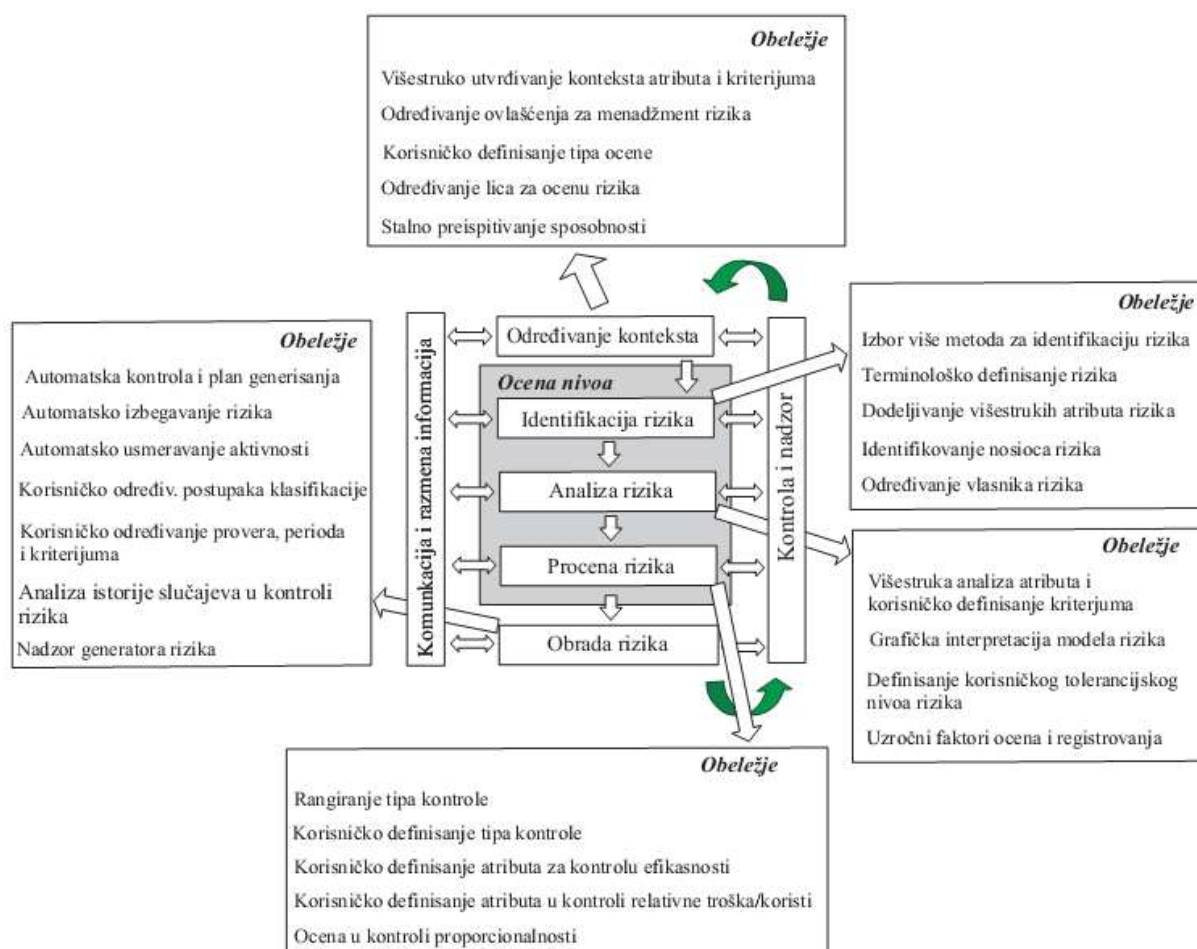 Obeležje
Višestruko utvrđivanje konteksta atributa i kriterijuma
Određivanje ovlašćenja za menadžment rizika
Korisničko definisanje tipa ocene
Određivanje lica za ocenu rizika
Stalno preispitivanje sposobnosti
Obeležje
Automatska kontrola i plan generisanja
Automatsko izbegavanje rizika
Automatsko usmeravanje aktivnosti
Korisničko određiv. postupaka klasifikacije
Korisničko određivanje provera, perioda
i kriterijuma
Analiza istorije slučajeva u kontroli
rizika
Nadzor generatora rizika
Komunkacija i razmena informacija
Određivanje konteksta
Ocena nivoa
Identifikacija rizika
Analiza rizika
Procena rizika
Obrada rizika
Kontrola i nadzor
Obeležje
Izbor više metoda za identifikaciju rizika
Terminološko definisanje rizika
Dodeljivanje višestrukih atributa rizika
Identifikovanje nosioca rizika
Određivanje vlasnika rizika
Obeležje
Višestruka analiza atributa i
korisničko definisanje kriterjuma
Grafička interpretacija modela rizika
Definisanje korisničkog tolerancijskog
nivoa rizika
Uzročni faktori ocena i registrovanja
Obeležje
Rangiranje tipa kontrole
Korisničko definisanje tipa kontrole
Korisničko definisanje atributa za kontrolu efikasnosti
Korisničko definisanje atributa u kontroli relativne troška/koristi
Ocena u kontroli proporcionalnosti